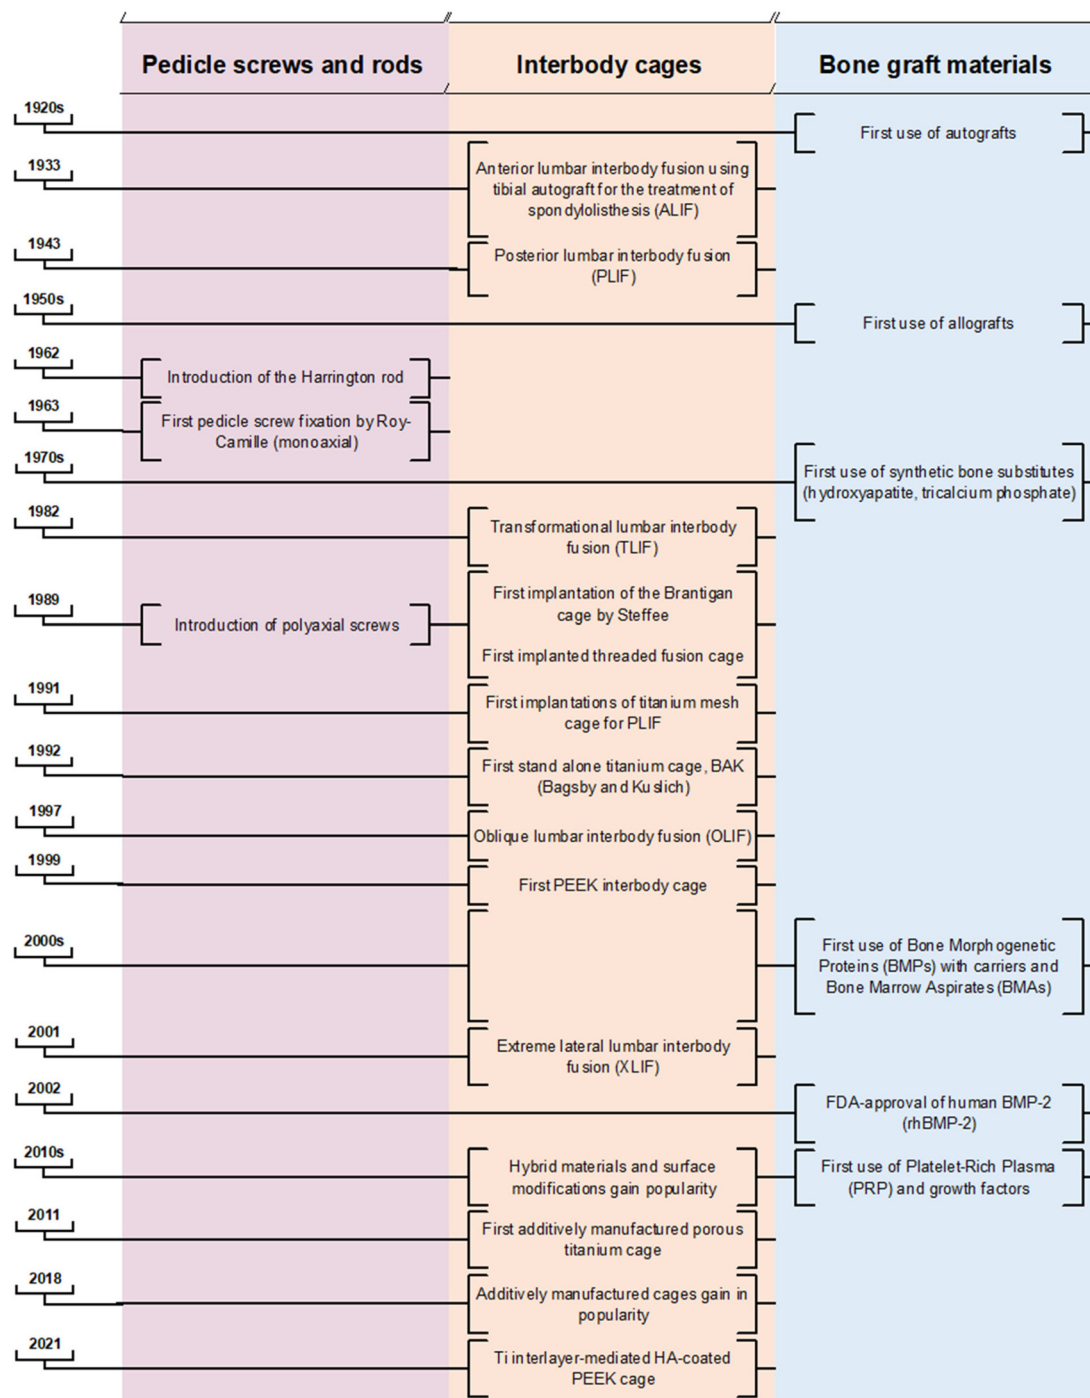 Pedicle screws and rods
Interbody cages
Bone graft materials
1920s
First use of autografts
1933
Anterior lumbar interbody fusion using
tibial autograft for the treatment of
spondylolisthesis (ALIF)
1943
Posterior lumbar interbody fusion
(PLIF)
1950s
First use of allografts
1962
Introduction of the Harrington rod
1963
First pedicle screw fixation by Roy-
Camille (monoaxial)
1970s
First use of synthetic bone substitutes
(hydroxyapatite, tricalcium phosphate)
1982
Transformational lumbar interbody
fusion (TLIF)
1989
Introduction of polyaxial screws
First implantation of the Brantigan
cage by Steffee
First implanted threaded fusion cage
1991
First implantations of titanium mesh
cage for PLIF
1992
First stand alone titanium cage, BAK
(Bagsby and Kuslich)
1997
Oblique lumbar interbody fusion (OLIF)
1999
First PEEK interbody cage
2000s
First use of Bone Morphogenetic
Proteins (BMPs) with carriers and
Bone Marrow Aspirates (BMAs)
2001
Extreme lateral lumbar interbody
fusion (XLIF)
2002
FDA-approval of human BMP-2
(rhBMP-2)
2010s
Hybrid materials and surface
modifications gain popularity
First use of Platelet-Rich Plasma
(PRP) and growth factors
2011
First additively manufactured porous
titanium cage
2018
Additively manufactured cages gain in
popularity
2021
Ti interlayer-mediated HA-coated
PEEK cage